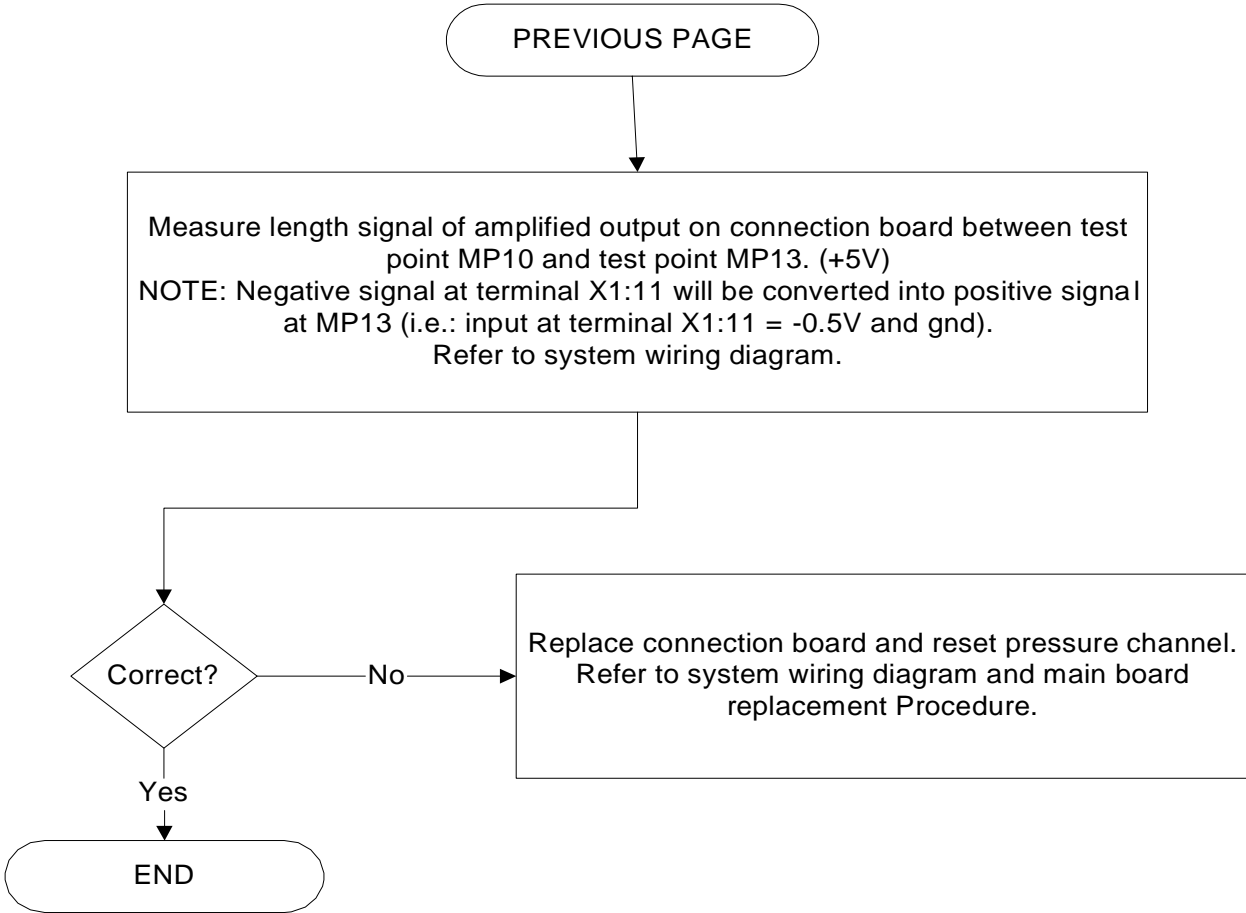 PREVIOUS PAGE
Measure length signal of amplified output on connection board between test
point MP10 and test point MP13. (+5V)
NOTE: Negative signal at terminal X1:11 will be converted into positive signal
at MP13 (i.e.: input at terminal X1:11 = -0.5V and gnd).
Refer to system wiring diagram.
Correct?
No
Replace connection board and reset pressure channel.
Refer to system wiring diagram and main board
replacement Procedure.
Yes
END